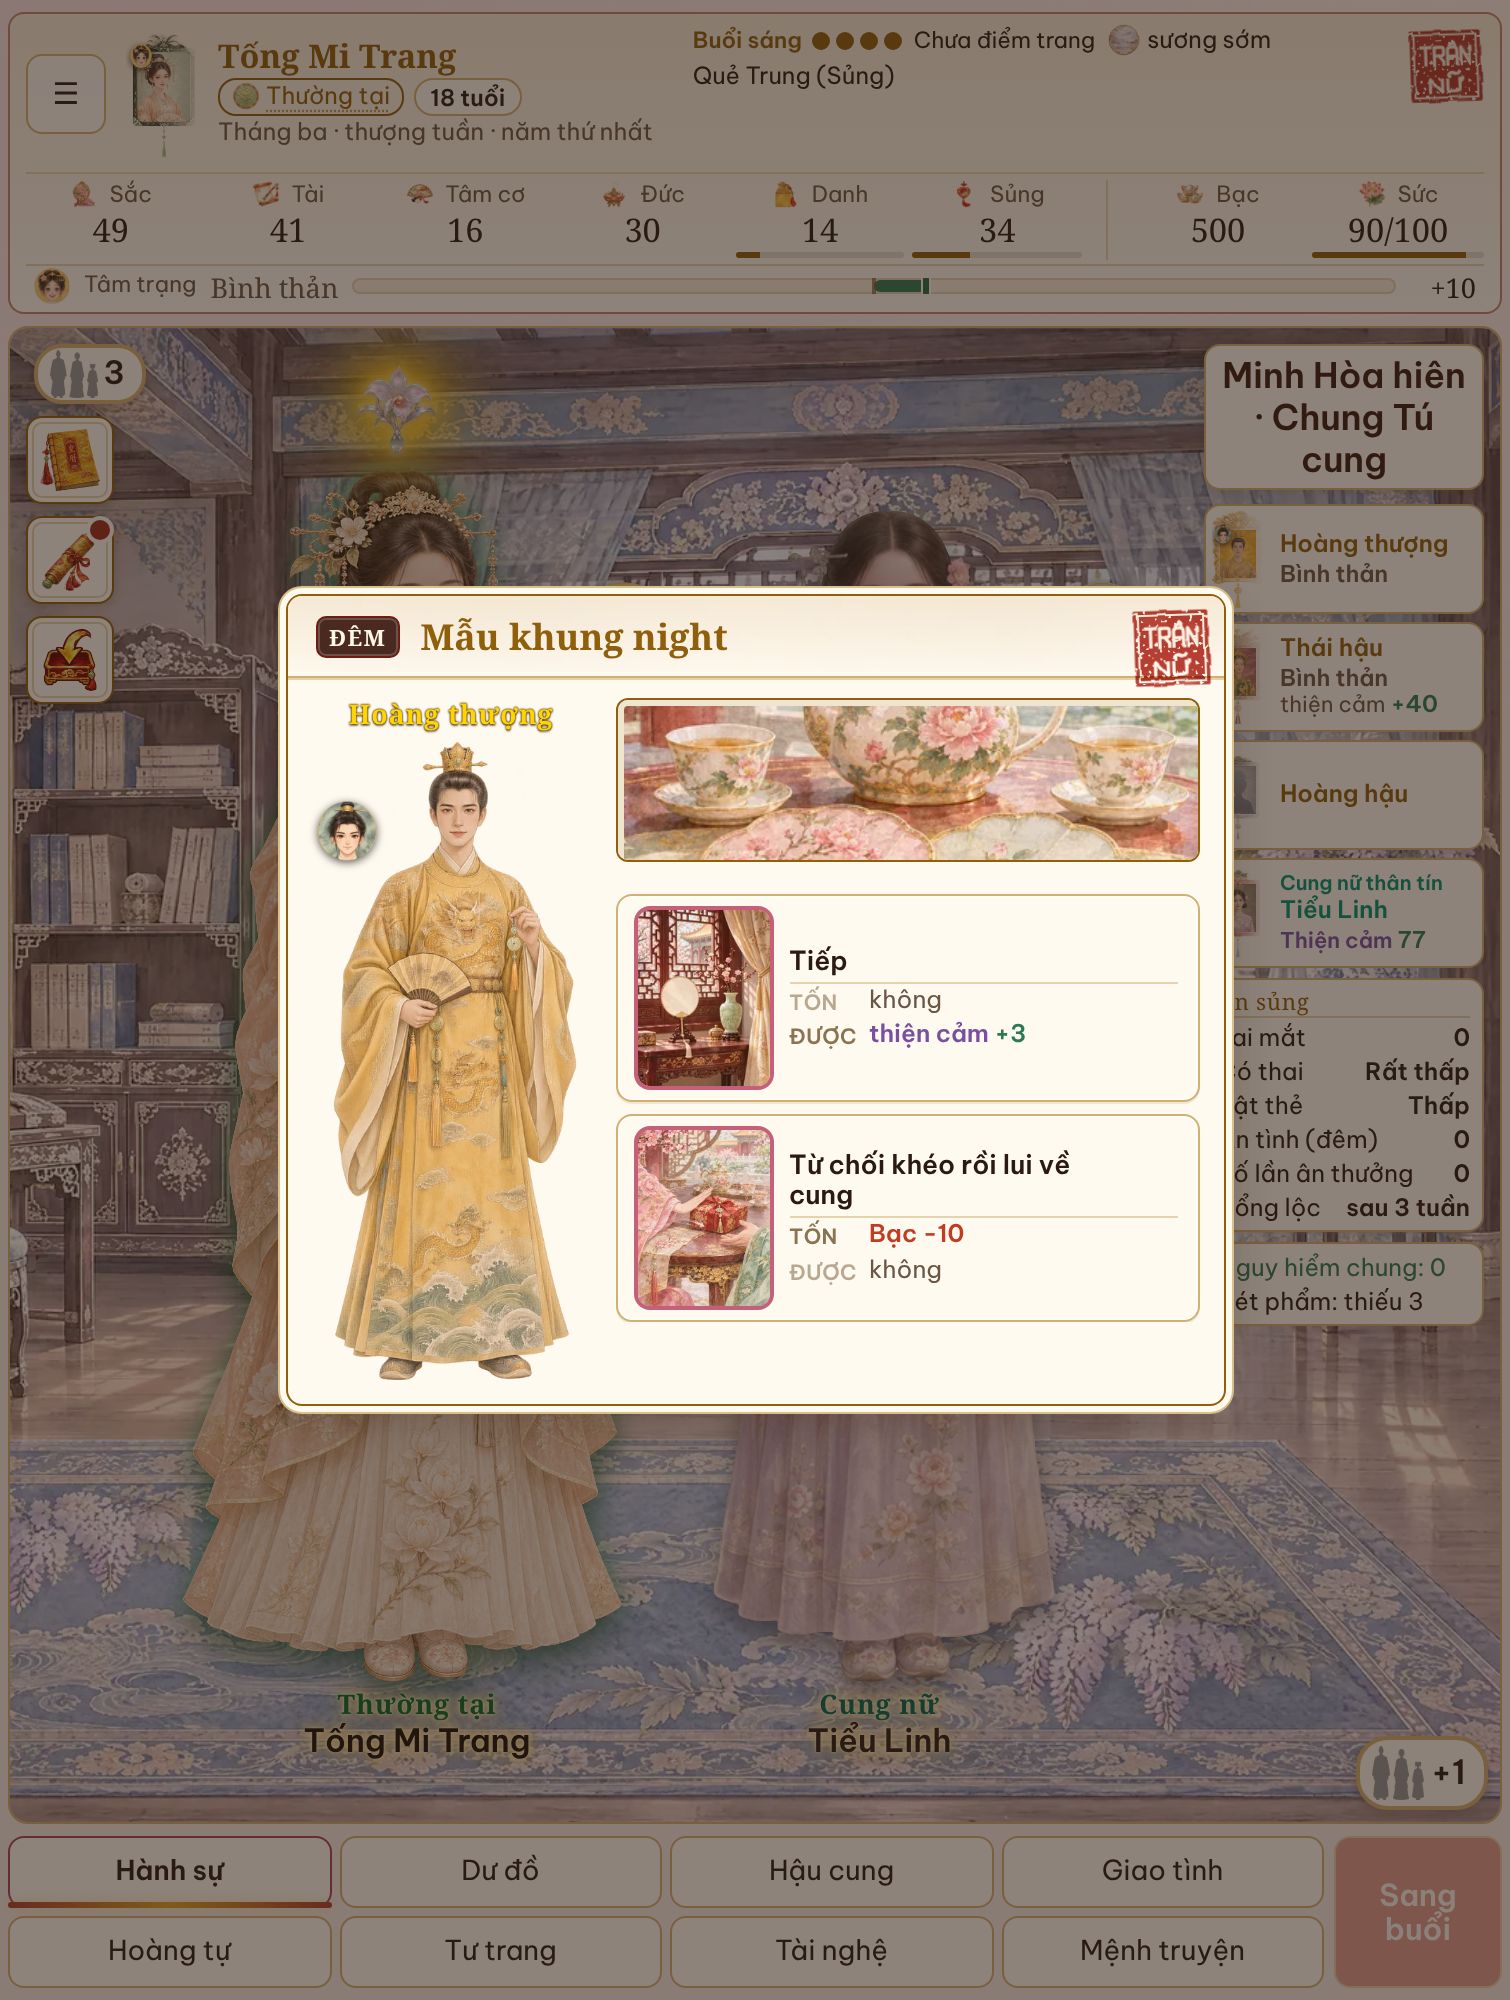 ☰
Tống Mi Trang
Thường tại
18 tuổi
Tháng ba · thượng tuần · năm thứ nhất
Buổi sáng
Chưa điểm trang
sương sớm
Quẻ Trung (Sủng)
TRÂN NỮ
Sắc
49
Tài
41
Tâm cơ
16
Đức
30
Danh
14
Sủng
34
Bạc
500
Sức
90/100
Tâm trạng
Bình thản
+10
3
Minh Hòa hiên
· Chung Tú
cung
Hoàng thượng
Bình thản
Thái hậu
Bình thản
thiện cảm +40
Hoàng hậu
Cung nữ thân tín
Tiểu Linh
Thiện cảm 77
n sủng
ai mắt 0
ó thai Rất thấp
ật thẻ Thấp
n tình (đêm) 0
ố lần ân thưởng 0
ổng lộc sau 3 tuần
guy hiểm chung: 0
ét phẩm: thiếu 3
ĐÊM
Mẫu khung night
TRÂN NỮ
Hoàng thượng
Tiếp
TỐN không
ĐƯỢC thiện cảm +3
Từ chối khéo rồi lui về
cung
TỐN Bạc -10
ĐƯỢC không
Thường tại
Tống Mi Trang
Cung nữ
Tiểu Linh
+1
Hành sự
Dư đồ
Hậu cung
Giao tình
Sang
buổi
Hoàng tự
Tư trang
Tài nghệ
Mệnh truyện